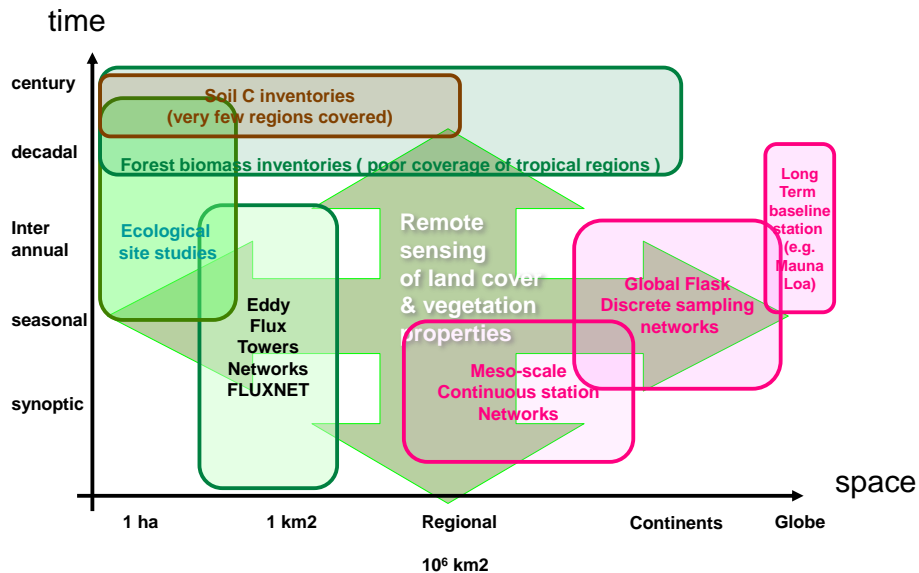 time
century
decadal
Inter
annual
seasonal
synoptic
Soil C inventories
(very few regions covered)
Forest biomass inventories ( poor coverage of tropical regions )
Ecological
site studies
Eddy
Flux
Towers
Networks
FLUXNET
Remote
sensing
of land cover
& vegetation
properties
Meso-scale
Continuous station
Networks
Global Flask
Discrete sampling
networks
Long
Term
baseline
station
(e.g.
Mauna
Loa)
space
1 ha
1 km2
Regional
Continents
Globe
10⁶ km2